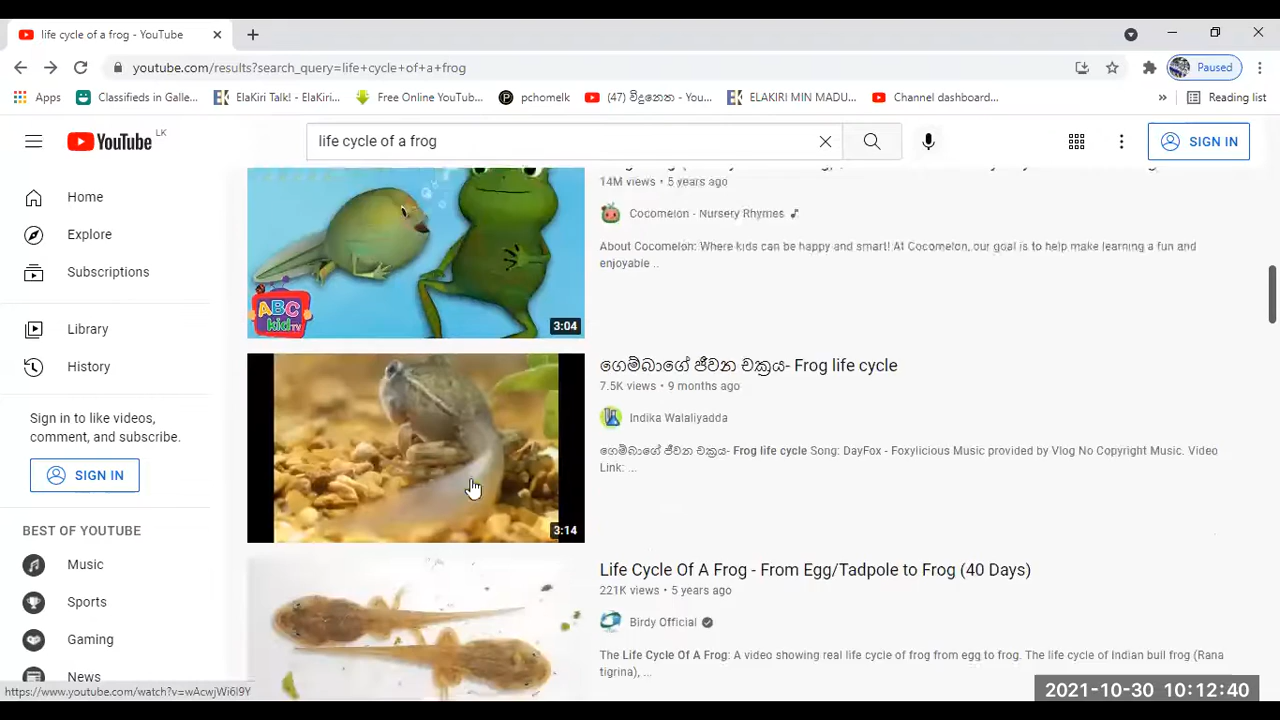 life cycle of a frog - YouTube
youtube.com/results?search_query=life+cycle+of+a+frog
Paused
Apps
Classifieds in Galle...
ElaKiri Talk! - ElaKiri...
Free Online YouTub...
pchomelk
(47) විදුනෙත - You...
ELAKIRI MIN MADU...
Channel dashboard...
»
Reading list
YouTube LK
life cycle of a frog
SIGN IN
Home
Explore
Subscriptions
Library
History
Sign in to like videos,
comment, and subscribe.
SIGN IN
BEST OF YOUTUBE
Music
Sports
Gaming
News
14M views • 5 years ago
Cocomelon - Nursery Rhymes
About Cocomelon: Where kids can be happy and smart! At Cocomelon, our goal is to help make learning a fun and
enjoyable ..
ABC
kid TV
3:04
ගෙම්බාගේ ජීවන චක්‍රය- Frog life cycle
7.5K views • 9 months ago
Indika Walaliyadda
ගෙම්බාගේ ජීවන චක්‍රය- Frog life cycle Song: DayFox - Foxylicious Music provided by Vlog No Copyright Music. Video
Link: ...
3:14
Life Cycle Of A Frog - From Egg/Tadpole to Frog (40 Days)
221K views • 5 years ago
Birdy Official
The Life Cycle Of A Frog: A video showing real life cycle of frog from egg to frog. The life cycle of Indian bull frog (Rana
tigrina), ...
https://www.youtube.com/watch?v=wAcwjWi6I9Y
2021-10-30 10:12:40